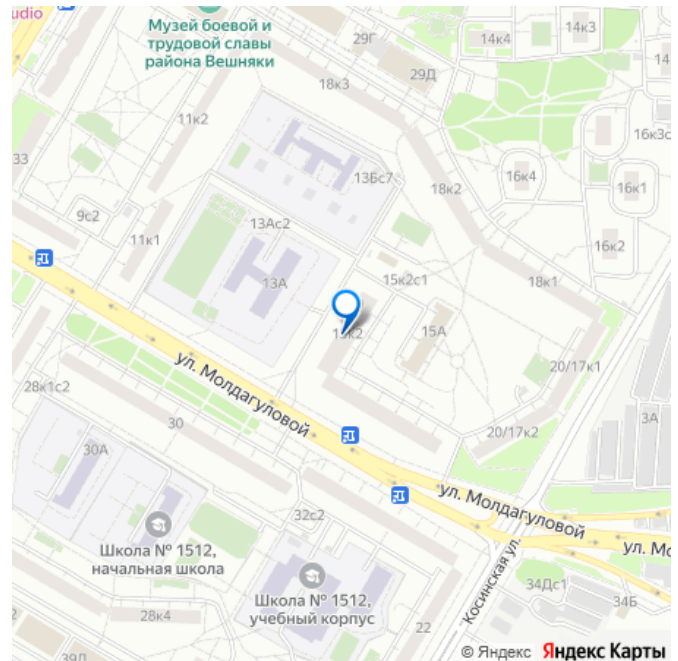 udio
Музей боевой и
трудовой славы
района Вешняки
29Г
14к4
14к3
14
29Д
18к3
11к2
16к3с
33
13Бс7
18к2
16к4
16к1
9с2
13Ас2
11к1
16к2
13А
15к2с1
18к1
15А
ул. Молдагуловой
20/17к1
28к1с2
30
3А
30А
20/17к2
ул. Молдагуловой
32с2
ул. Мо
Школа № 1512,
начальная школа
Косинская ул.
34Дс1
34Б
Школа № 1512,
учебный корпус
28к4
22
39Д
© Яндекс Яндекс Карты